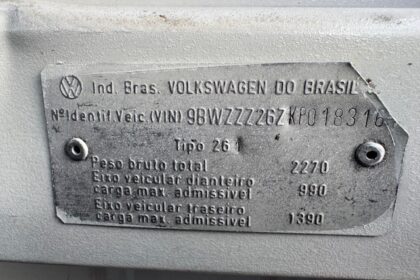 Ind. Bras. VOLKSWAGEN DO BRASIL
Nº Identif. Veic. (VIN) 9BWZZZ26ZKP018316
Tipo 261
Peso bruto total 2270
Eixo veicular dianteiro
carga max. admissivel 990
Eixo veicular traseiro
carga max. admissivel 1390